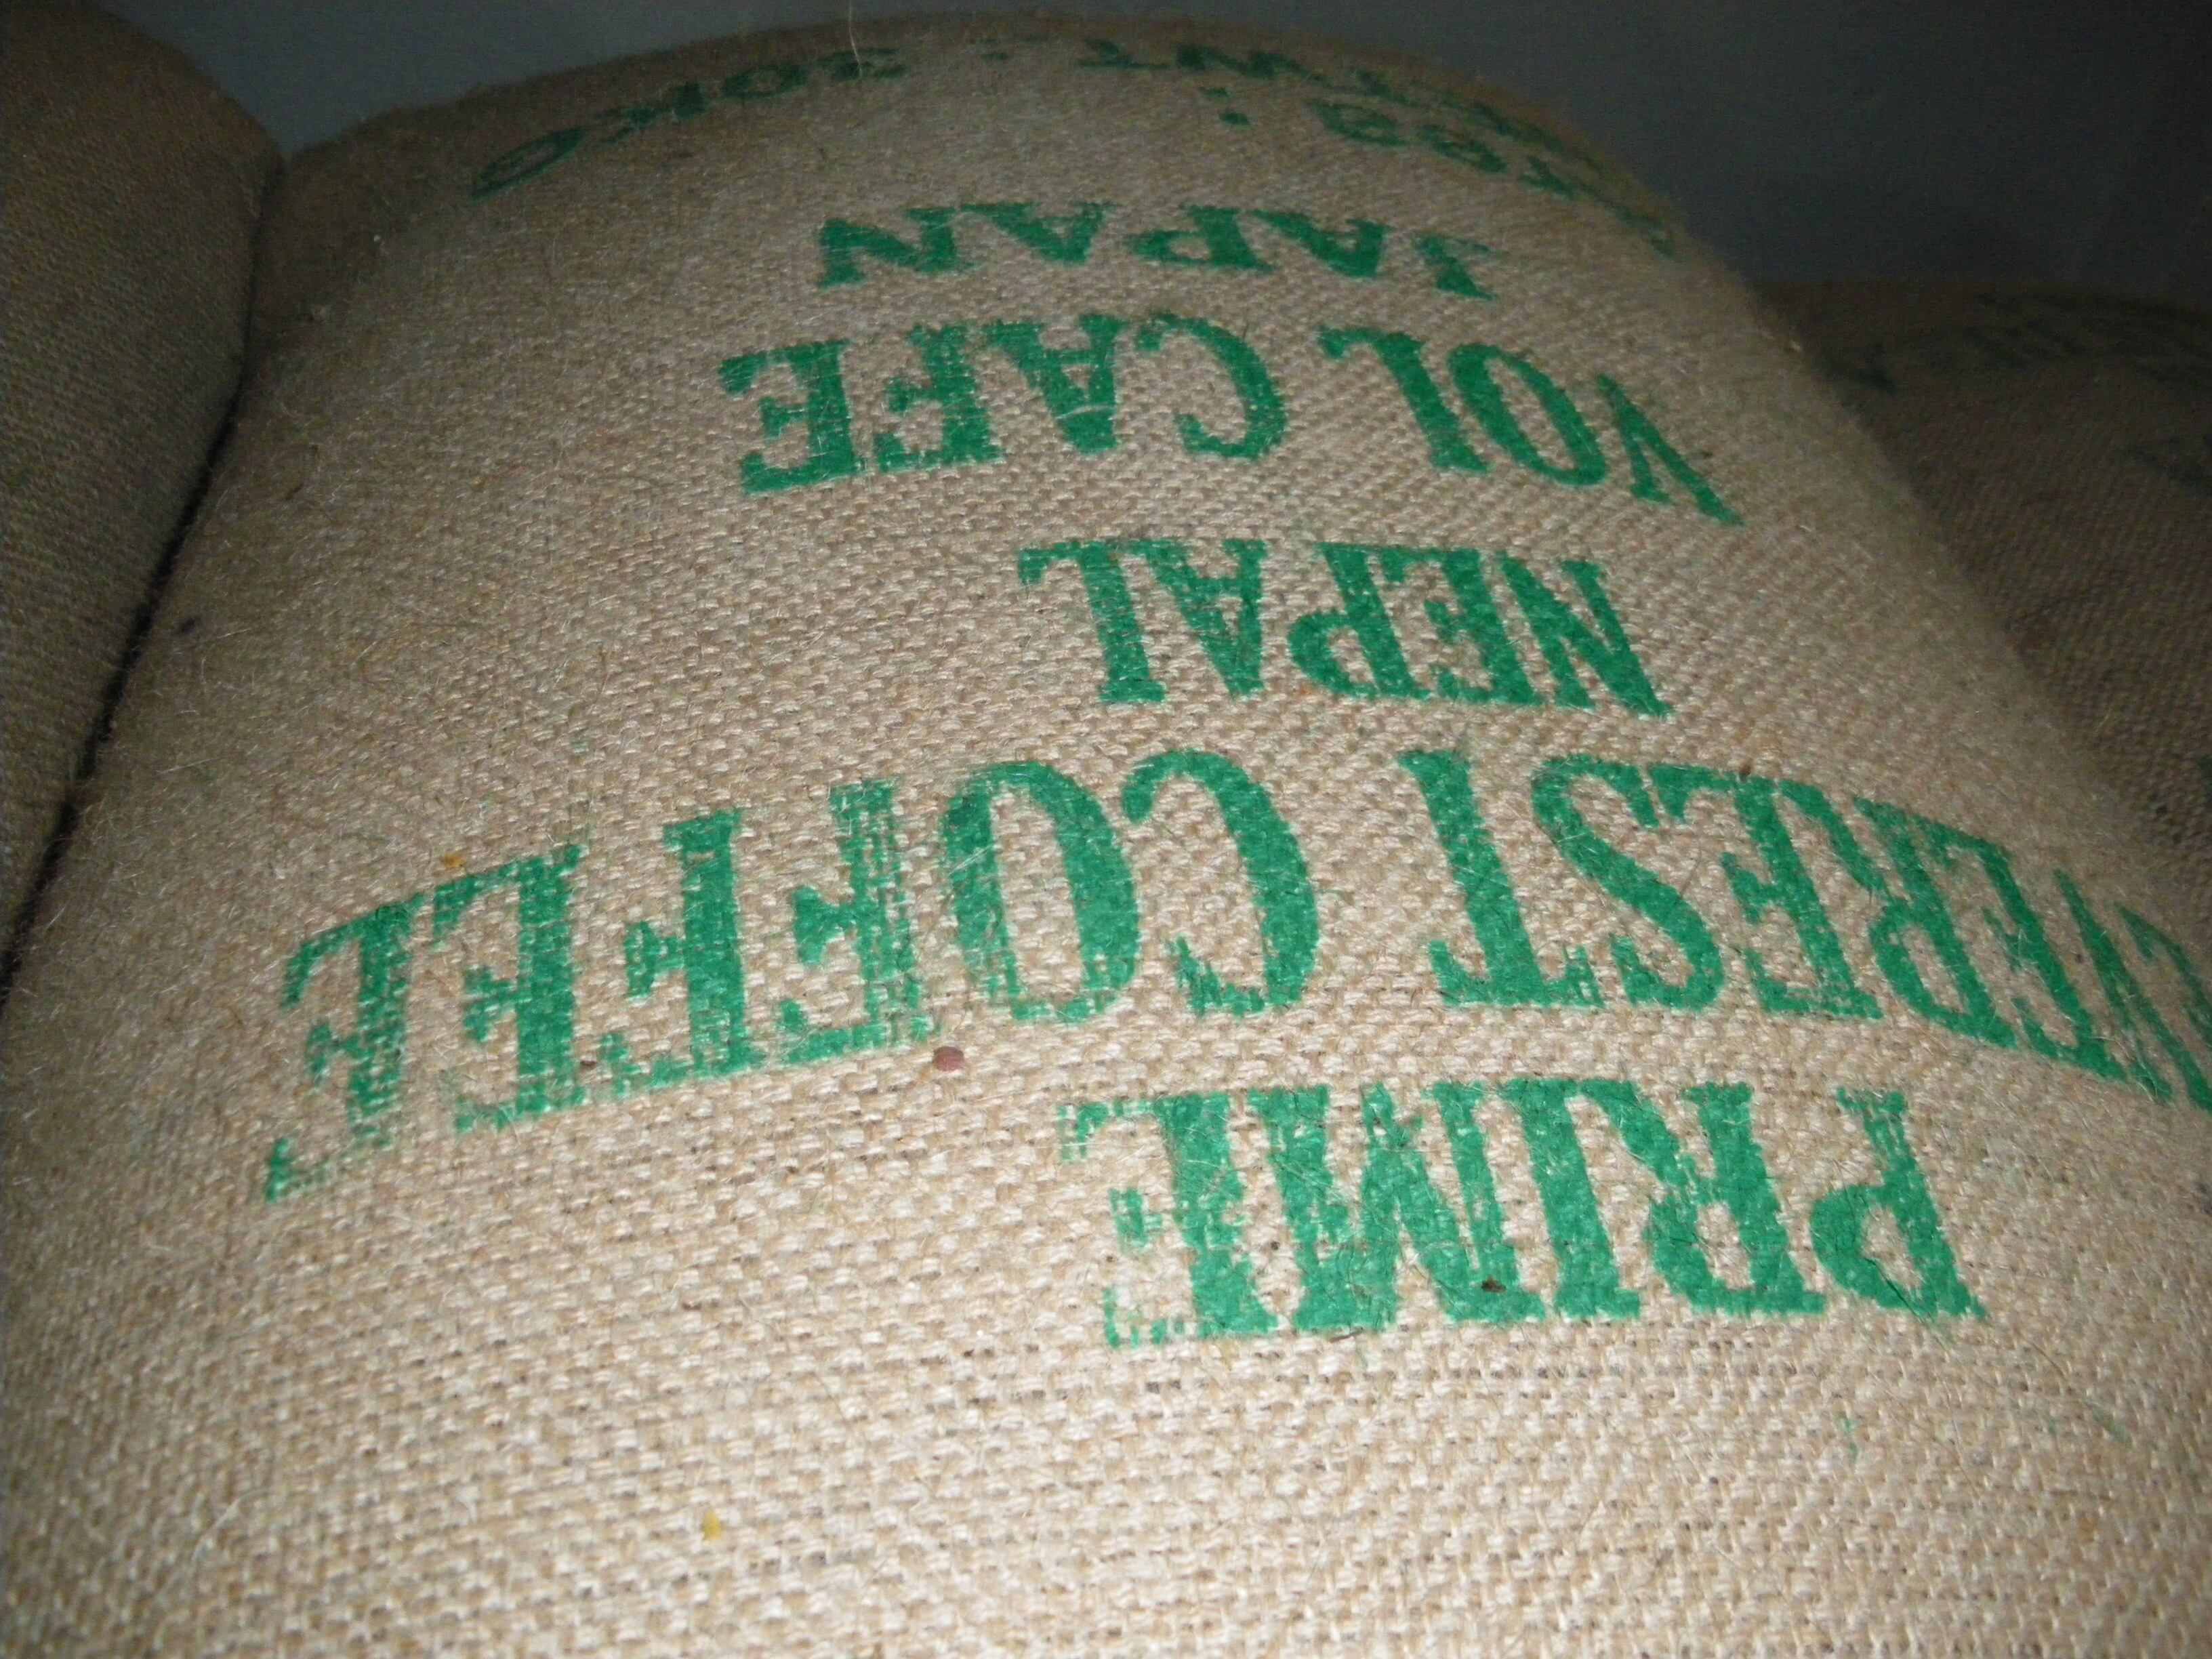 PRIME
EVEREST COFFEE
NEPAL
VOL CAFE
JAPAN